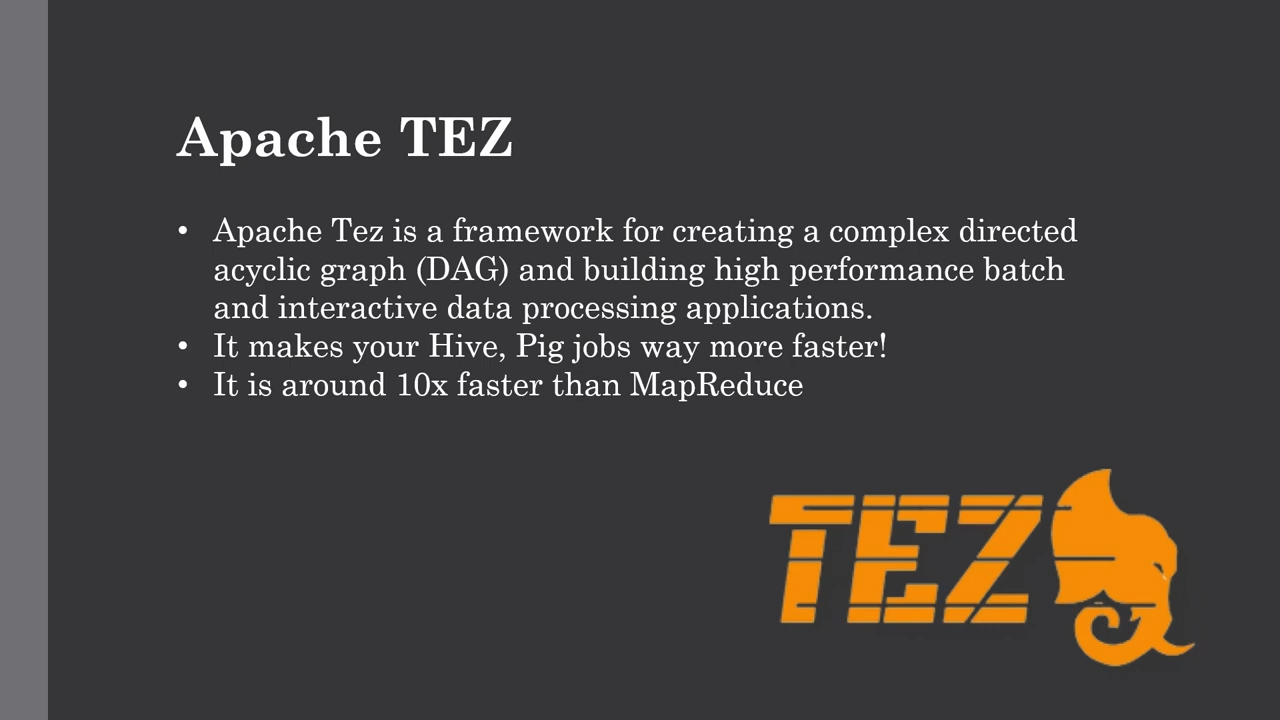 Apache TEZ
• Apache Tez is a framework for creating a complex directed
acyclic graph (DAG) and building high performance batch
and interactive data processing applications.
• It makes your Hive, Pig jobs way more faster!
• It is around 10x faster than MapReduce
TEZ